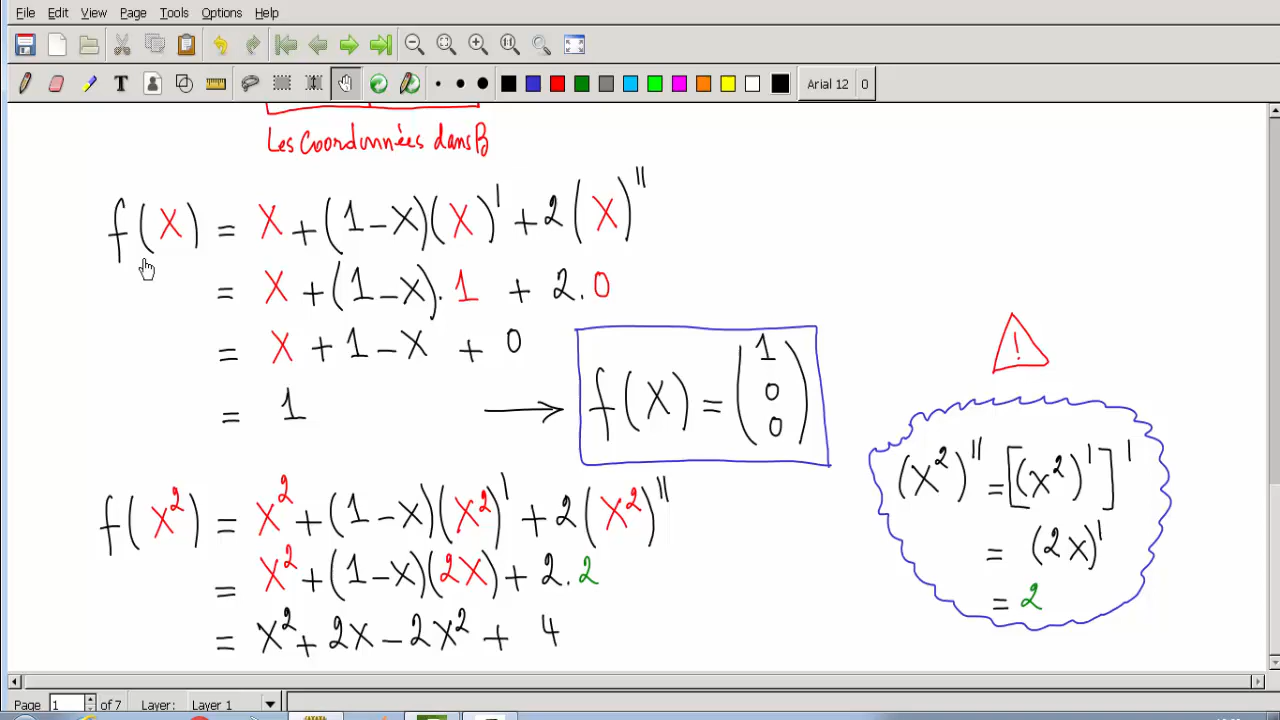 File Edit View Page Tools Options Help
Arial 12 0
Les Coordonnées dans B
f(X) = X + (1-X)(X)' + 2(X)''
= X + (1-X).1 + 2.0
= X + 1 - X + 0
= 1 → f(X) = (1 0 0)
!
f(X²) = X² + (1-X)(X²)' + 2(X²)''
= X² + (1-X)(2X) + 2.2
= X² + 2X - 2X² + 4
(X²)'' = [(X²)']'
= (2X)'
= 2
Page 1 of 7 Layer: Layer 1